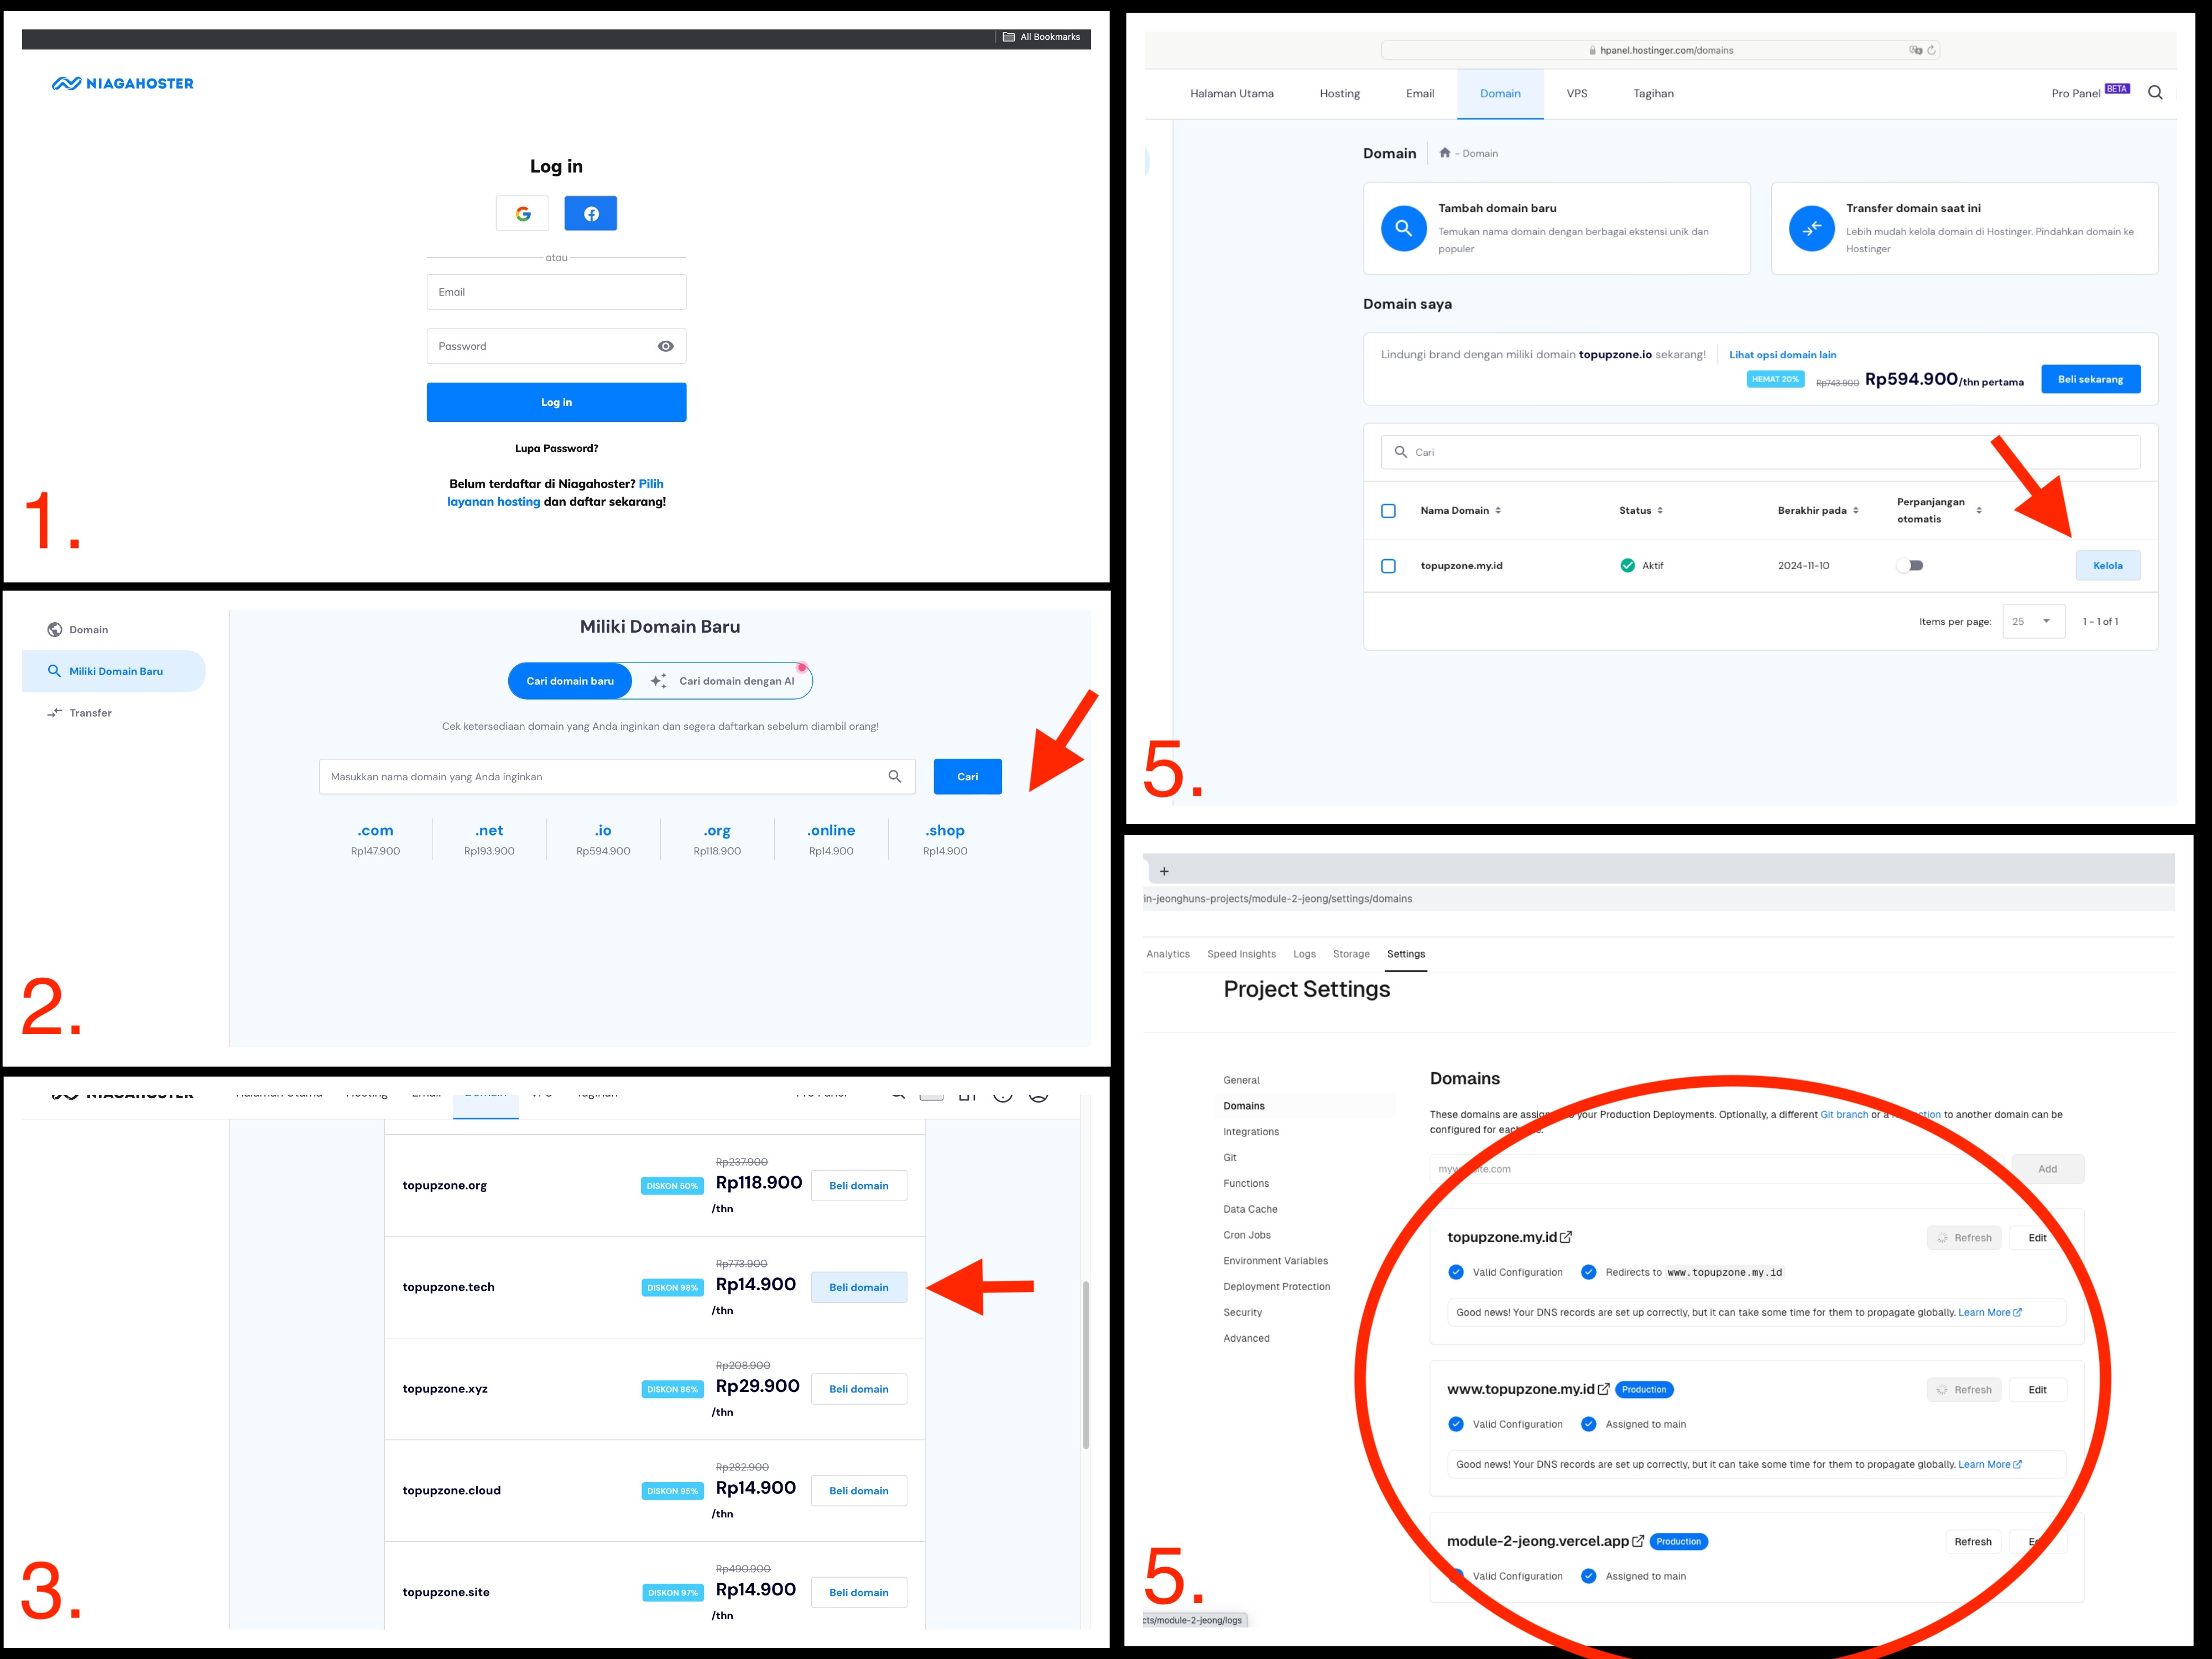 All Bookmarks
NIAGAHOSTER
Log in
atau
Email
Password
Log in
Lupa Password?
Belum terdaftar di Niagahoster? Pilih
layanan hosting dan daftar sekarang!
1.
Domain
Miliki Domain Baru
Transfer
Miliki Domain Baru
Cari domain baru
Cari domain dengan AI
Cek ketersediaan domain yang Anda inginkan dan segera daftarkan sebelum diambil orang!
Masukkan nama domain yang Anda inginkan
Cari
.com .net .io .org .online .shop
Rp147.900 Rp193.900 Rp594.900 Rp118.900 Rp14.900 Rp14.900
2.
NIAGAHOSTER Halaman Utama Hosting Email Domain VPS Tagihan Pro Panel
Rp237.900
topupzone.org DISKON 50% Rp118.900 Beli domain
/thn
Rp773.900
topupzone.tech DISKON 98% Rp14.900 Beli domain
/thn
Rp208.900
topupzone.xyz DISKON 86% Rp29.900 Beli domain
/thn
Rp282.900
topupzone.cloud DISKON 95% Rp14.900 Beli domain
/thn
Rp490.900
topupzone.site DISKON 97% Rp14.900 Beli domain
/thn
3.
hpanel.hostinger.com/domains
Halaman Utama Hosting Email Domain VPS Tagihan Pro Panel BETA
Domain - Domain
Tambah domain baru
Temukan nama domain dengan berbagai ekstensi unik dan
populer
Transfer domain saat ini
Lebih mudah kelola domain di Hostinger. Pindahkan domain ke
Hostinger
Domain saya
Lindungi brand dengan miliki domain topupzone.io sekarang! Lihat opsi domain lain
HEMAT 20% Rp743.900 Rp594.900/thn pertama Beli sekarang
Cari
Nama Domain Status Berakhir pada Perpanjangan
otomatis
topupzone.my.id Aktif 2024-11-10 Kelola
Items per page: 25 1 - 1 of 1
5.
+
in-jeonghuns-projects/module-2-jeong/settings/domains
Analytics Speed Insights Logs Storage Settings
Project Settings
General
Domains
Integrations
Git
Functions
Data Cache
Cron Jobs
Environment Variables
Deployment Protection
Security
Advanced
Domains
These domains are assig your Production Deployments. Optionally, a different Git branch or a ction to another domain can be
configured for each
Add
topupzone.my.id Refresh Edit
Valid Configuration Redirects to www.topupzone.my.id
Good news! Your DNS records are set up correctly, but it can take some time for them to propagate globally. Learn More
www.topupzone.my.id Production Refresh Edit
Valid Configuration Assigned to main
Good news! Your DNS records are set up correctly, but it can take some time for them to propagate globally. Learn More
module-2-jeong.vercel.app Production Refresh
Valid Configuration Assigned to main
5.
cts/module-2-jeong/logs